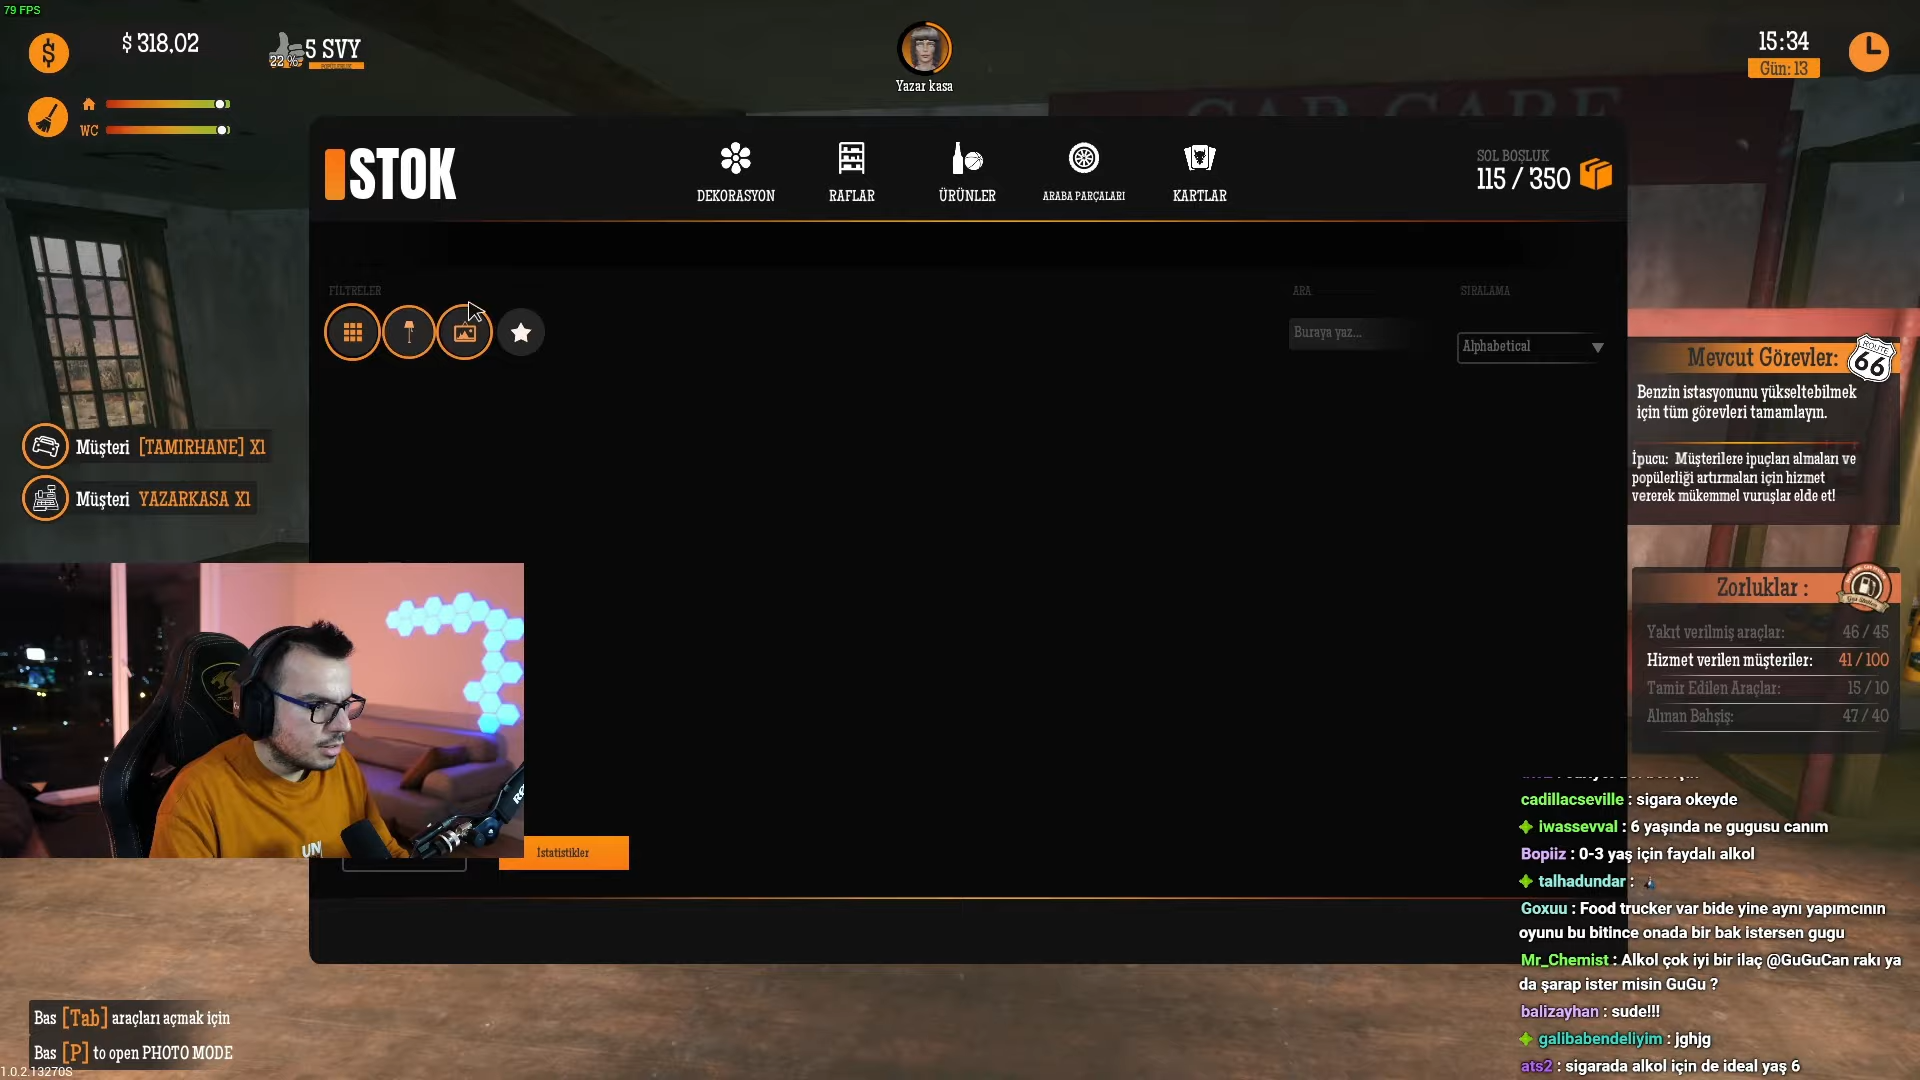 79 FPS
$ 318,02
5 SVY
22 %
Yazar kasa
15:34
Gün: 13
WC
STOK
DEKORASYON
RAFLAR
ÜRÜNLER
ARABA PARÇALARI
KARTLAR
SOL BOŞLUK
115 / 350
FİLTRELER
ARA
Buraya yaz...
SIRALAMA
Alphabetical
Müşteri [TAMIRHANE] X1
Müşteri YAZARKASA X1
Mevcut Görevler:
ROUTE
66
Benzin istasyonunu yükseltebilmek
için tüm görevleri tamamlayın.
İpucu: Müşterilere ipuçları almaları ve
popülerliği artırmaları için hizmet
vererek mükemmel vuruşlar elde et!
Zorluklar :
Yakıt verilmiş araçlar: 46 / 45
Hizmet verilen müşteriler: 41 / 100
Tamir Edilen Araçlar: 15 / 10
Alınan Bahşiş: 47 / 40
İstatistikler
cadillacseville : sigara okeyde
iwassevval : 6 yaşında ne gugusu canım
Bopiiz : 0-3 yaş için faydalı alkol
talhadundar :
Goxuu : Food trucker var bide yine aynı yapımcının
oyunu bu bitince onada bir bak istersen gugu
Mr_Chemist : Alkol çok iyi bir ilaç @GuGuCan rakı ya
da şarap ister misin GuGu ?
balizayhan : sude!!!
galibabendeliyim : jghjg
ats2 : sigarada alkol için de ideal yaş 6
Bas [Tab] araçları açmak için
Bas [P] to open PHOTO MODE
1.0.2.13270S